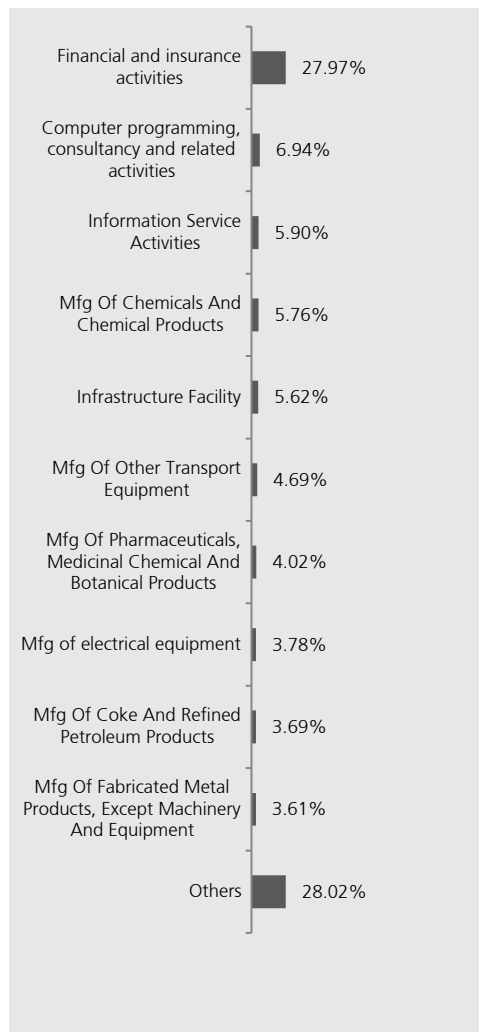 Financial and insurance
activities
27.97%
Computer programming,
consultancy and related
activities
6.94%
Information Service
Activities
5.90%
Mfg Of Chemicals And
Chemical Products
5.76%
Infrastructure Facility
5.62%
Mfg Of Other Transport
Equipment
4.69%
Mfg Of Pharmaceuticals,
Medicinal Chemical And
Botanical Products
4.02%
Mfg of electrical equipment
3.78%
Mfg Of Coke And Refined
Petroleum Products
3.69%
Mfg Of Fabricated Metal
Products, Except Machinery
And Equipment
3.61%
Others
28.02%